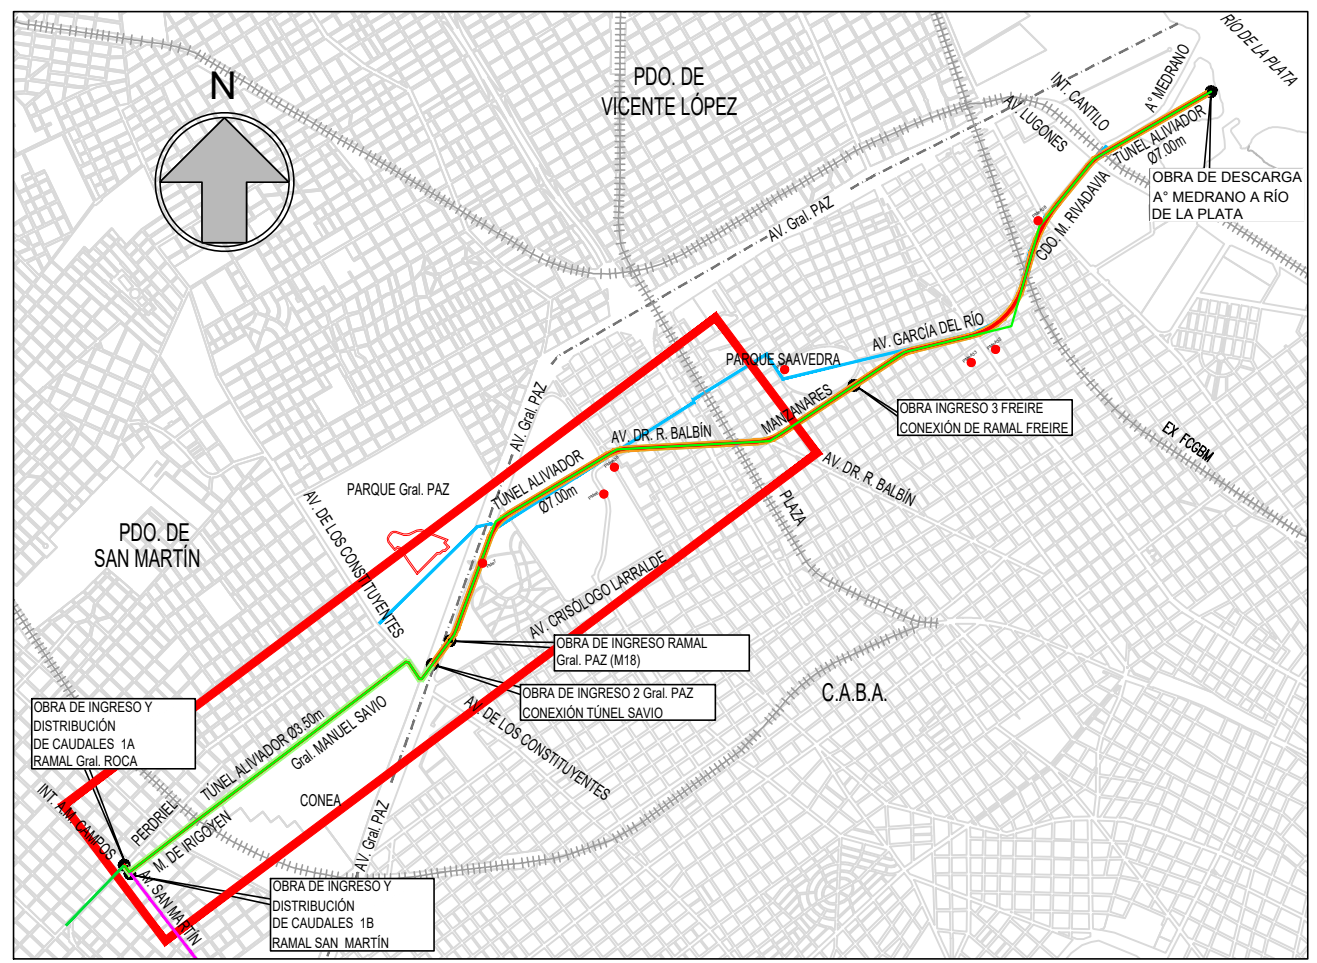 RÍO DE LA PLATA
N
PDO. DE
VICENTE LÓPEZ
INT. CANTILO
A° MEDRANO
AV. LUGONES
TUNEL ALIVIADOR
Ø7.00m
OBRA DE DESCARGA
A° MEDRANO A RÍO
DE LA PLATA
CDO. M. RIVADAVIA
AV. Gral. PAZ
AV. GARCÍA DEL RÍO
PARQUE SAAVEDRA
MANZANARES
OBRA INGRESO 3 FREIRE
CONEXIÓN DE RAMAL FREIRE
EX FCGBM
AV. Gral. PAZ
AV. DR. R. BALBÍN
AV. DR. R. BALBÍN
TUNEL ALIVIADOR
Ø7.00m
PLAZA
PARQUE Gral. PAZ
AV. DE LOS CONSTITUYENTES
PDO. DE
SAN MARTÍN
AV. CRISÓLOGO LARRALDE
OBRA DE INGRESO RAMAL
Gral. PAZ (M18)
OBRA DE INGRESO 2 Gral. PAZ
CONEXIÓN TÚNEL SAVIO
C.A.B.A.
AV. DE LOS CONSTITUYENTES
OBRA DE INGRESO Y
DISTRIBUCIÓN
DE CAUDALES 1A
RAMAL Gral. ROCA
TÚNEL ALIVIADOR Ø3.50m
Gral. MANUEL SAVIO
CONEA
INT. A.M. CAMPOS
PERDRIEL
M. DE IRIGOYEN
AV. Gral. PAZ
AV. SAN MARTÍN
OBRA DE INGRESO Y
DISTRIBUCIÓN
DE CAUDALES 1B
RAMAL SAN MARTÍN